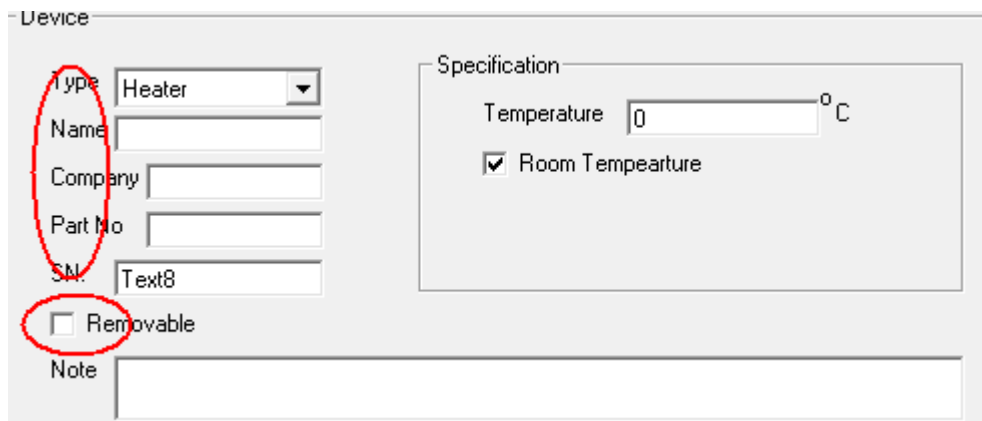 Device
Type Heater
Name
Company
Part No
SN. Text8
Removable
Note
Specification
Temperature 0 °C
Room Tempearture